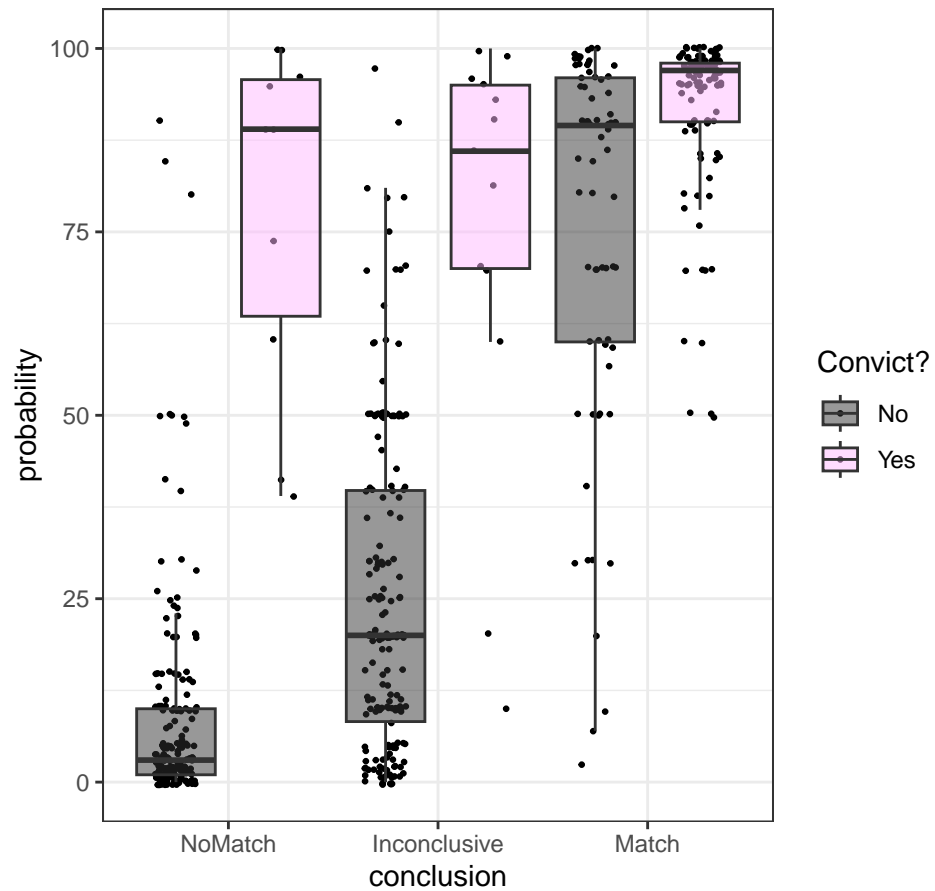 100
75
50
25
0
probability
NoMatch
Inconclusive
Match
conclusion
Convict?
No
Yes